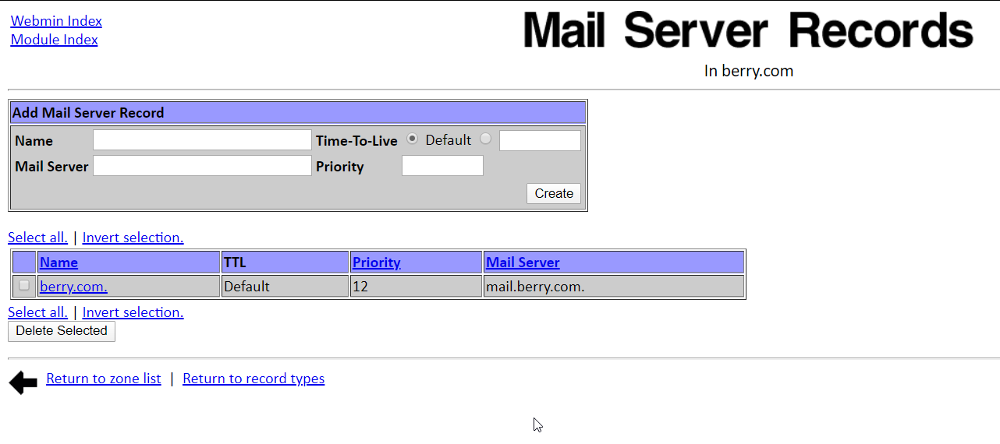 Webmin Index
Module Index
Mail Server Records
In berry.com
Add Mail Server Record
Name Time-To-Live Default
Mail Server Priority
Create
Select all. | Invert selection.
Name TTL Priority Mail Server
berry.com. Default 12 mail.berry.com.
Select all. | Invert selection.
Delete Selected
Return to zone list | Return to record types